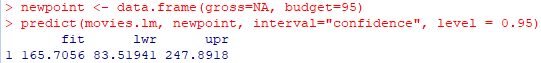 > newpoint <- data.frame(gross=NA, budget=95)
> predict(movies.lm, newpoint, interval="confidence", level = 0.95)
fit lwr upr
1 165.7056 83.51941 247.8918